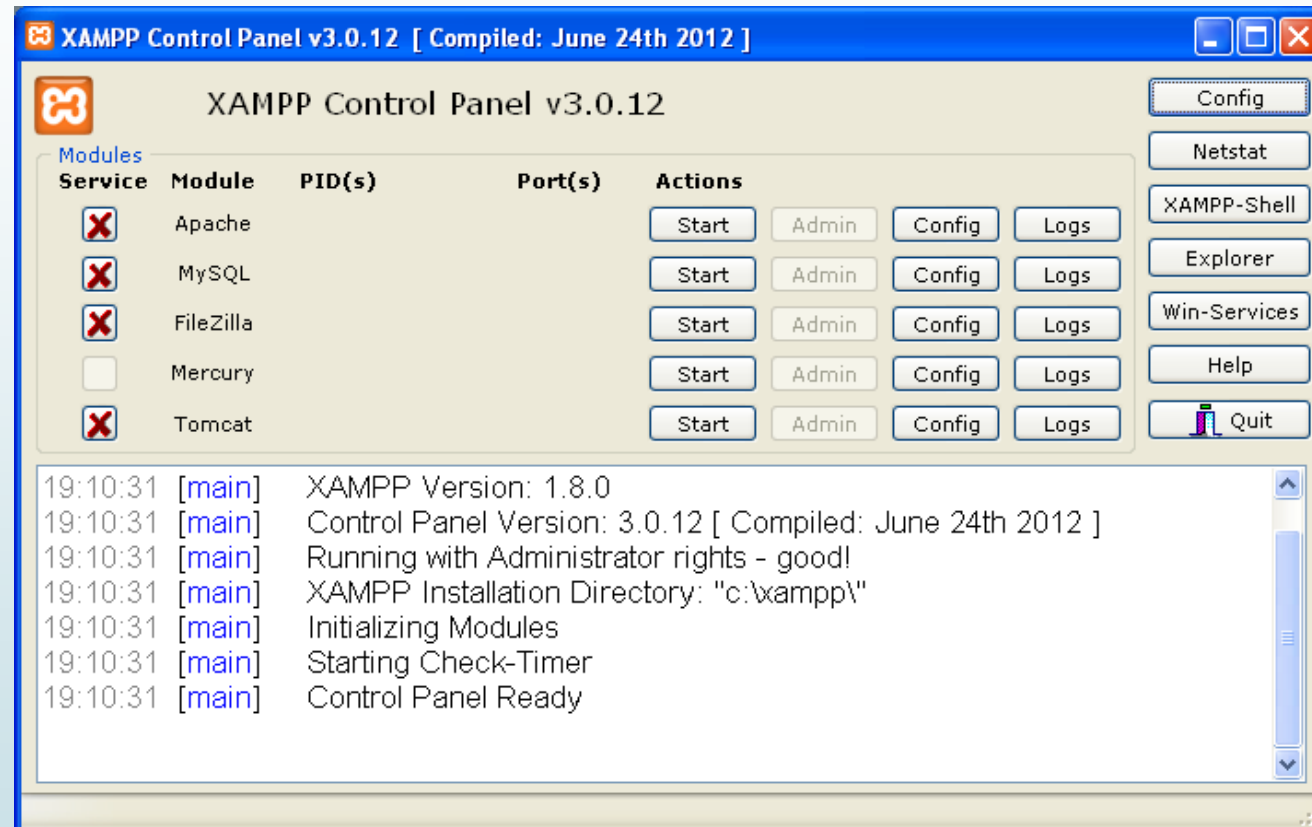 XAMPP Control Panel v3.0.12 [ Compiled: June 24th 2012 ]
XAMPP Control Panel v3.0.12
Config
Modules
Netstat
Service Module PID(s) Port(s) Actions
XAMPP-Shell
Apache Start Admin Config Logs
Explorer
MySQL Start Admin Config Logs
Win-Services
FileZilla Start Admin Config Logs
Help
Mercury Start Admin Config Logs
Quit
Tomcat Start Admin Config Logs
19:10:31 [main] XAMPP Version: 1.8.0
19:10:31 [main] Control Panel Version: 3.0.12 [ Compiled: June 24th 2012 ]
19:10:31 [main] Running with Administrator rights - good!
19:10:31 [main] XAMPP Installation Directory: "c:\xampp\"
19:10:31 [main] Initializing Modules
19:10:31 [main] Starting Check-Timer
19:10:31 [main] Control Panel Ready